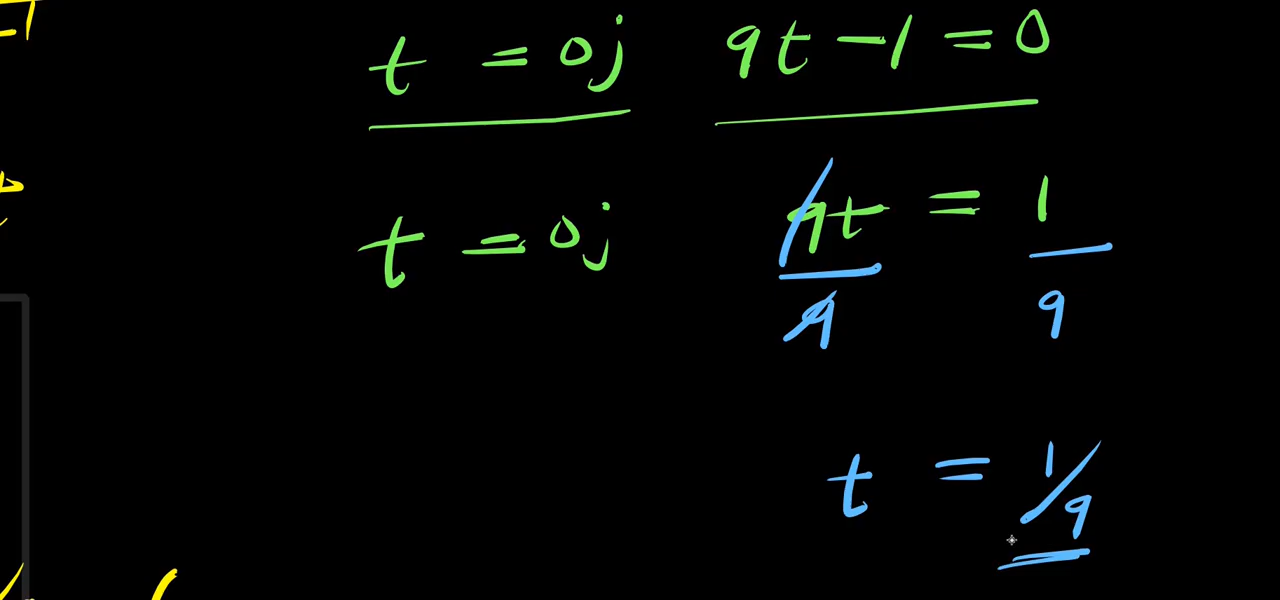 t = 0; 9t - 1 = 0
t = 0; 9t/9 = 1/9
t = 1/9